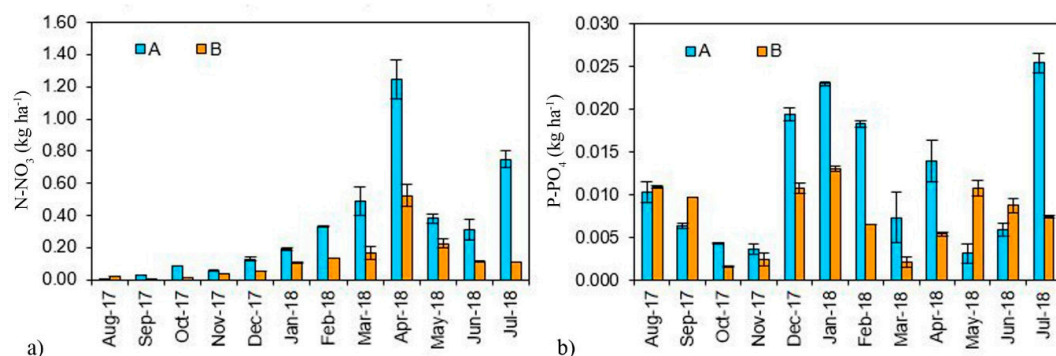 1.60
1.40
1.20
1.00
0.80
0.60
0.40
0.20
0.00
N-NO3 (kg ha-1)
A B
Aug-17
Sep-17
Oct-17
Nov-17
Dec-17
Jan-18
Feb-18
Mar-18
Apr-18
May-18
Jun-18
Jul-18
a)
0.030
0.025
0.020
0.015
0.010
0.005
0.000
P-PO4 (kg ha-1)
A B
Aug-17
Sep-17
Oct-17
Nov-17
Dec-17
Jan-18
Feb-18
Mar-18
Apr-18
May-18
Jun-18
Jul-18
b)